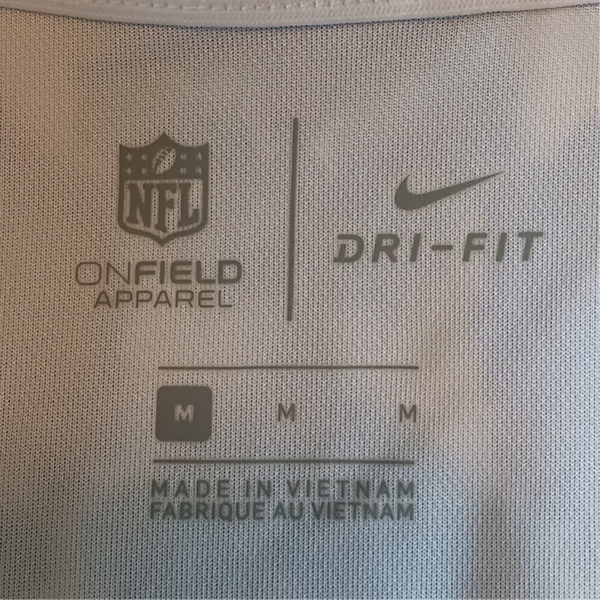 NFL
ONFIELD
APPAREL
DRI-FIT
M M M
MADE IN VIETNAM
FABRIQUE AU VIETNAM